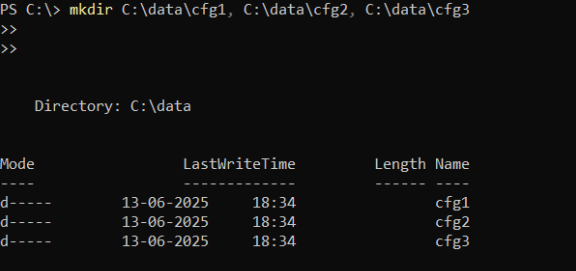 PS C:\> mkdir C:\data\cfg1, C:\data\cfg2, C:\data\cfg3
>>
>>
Directory: C:\data
Mode LastWriteTime Length Name
---- ------------- ------ ----
d----- 13-06-2025 18:34 cfg1
d----- 13-06-2025 18:34 cfg2
d----- 13-06-2025 18:34 cfg3